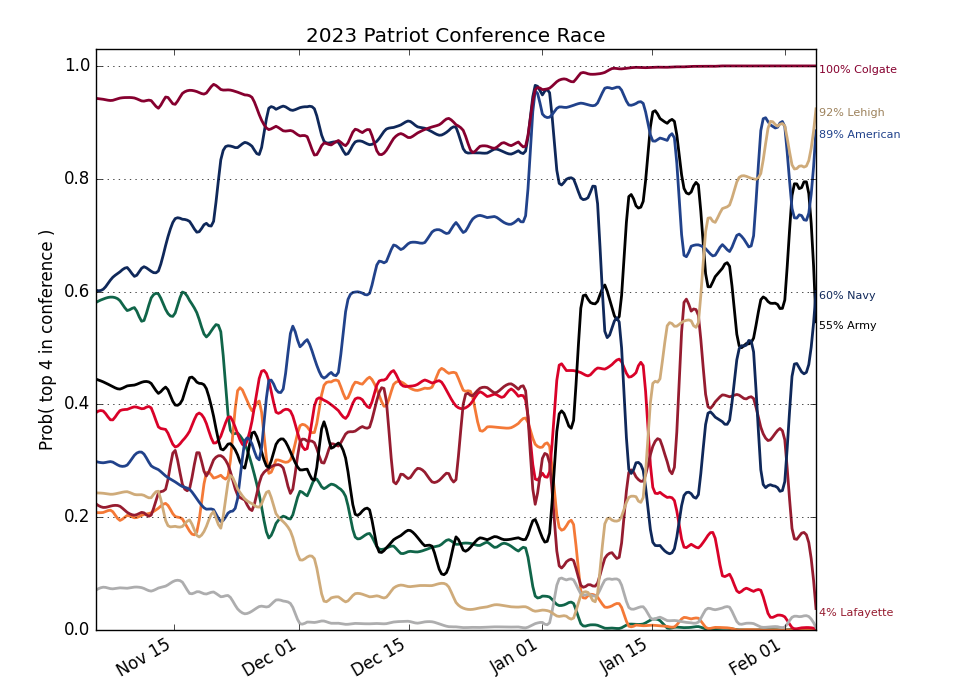 2023 Patriot Conference Race
1.0
0.8
0.6
0.4
0.2
0.0
Prob( top 4 in conference )
100% Colgate
92% Lehigh
89% American
60% Navy
55% Army
4% Lafayette
Nov 15
Dec 01
Dec 15
Jan 01
Jan 15
Feb 01